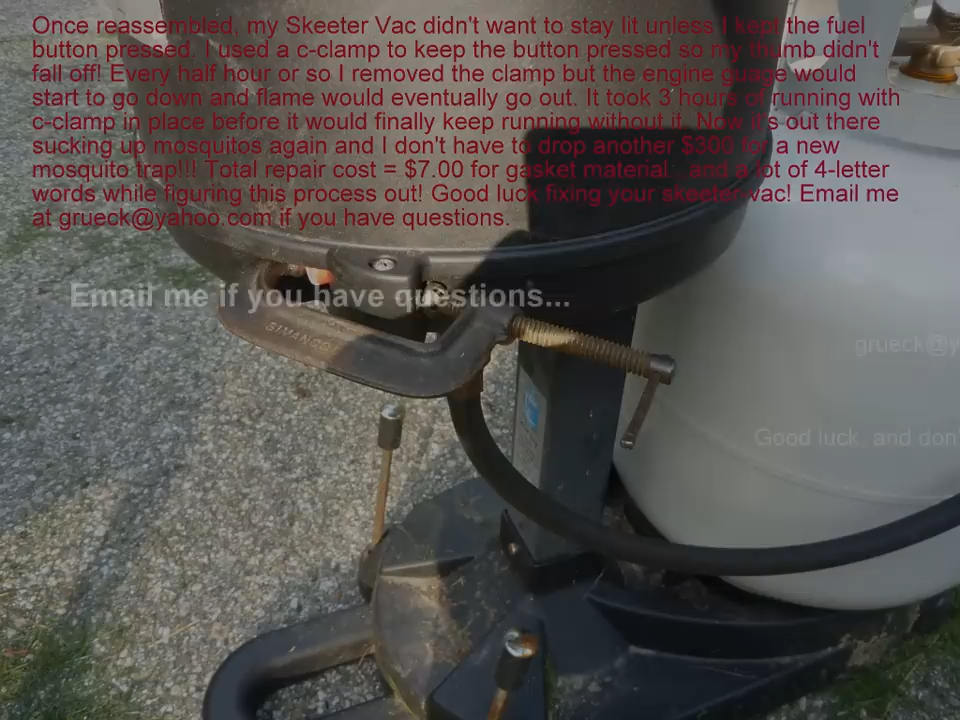 Once reassembled, my Skeeter Vac didn't want to stay lit unless I kept the fuel
button pressed. I used a c-clamp to keep the button pressed so my thumb didn't
fall off! Every half hour or so I removed the clamp but the engine guage would
start to go down and flame would eventually go out. It took 3 hours of running with
c-clamp in place before it would finally keep running without it. Now it's out there
sucking up mosquitos again and I don't have to drop another $300 for a new
mosquito trap!!! Total repair cost = $7.00 for gasket material, and a lot of 4-letter
words while figuring this process out! Good luck fixing your skeeter vac! Email me
at grueck@yahoo.com if you have questions.
Email me if you have questions...
SIMANCO
grueck@y
Good luck and don